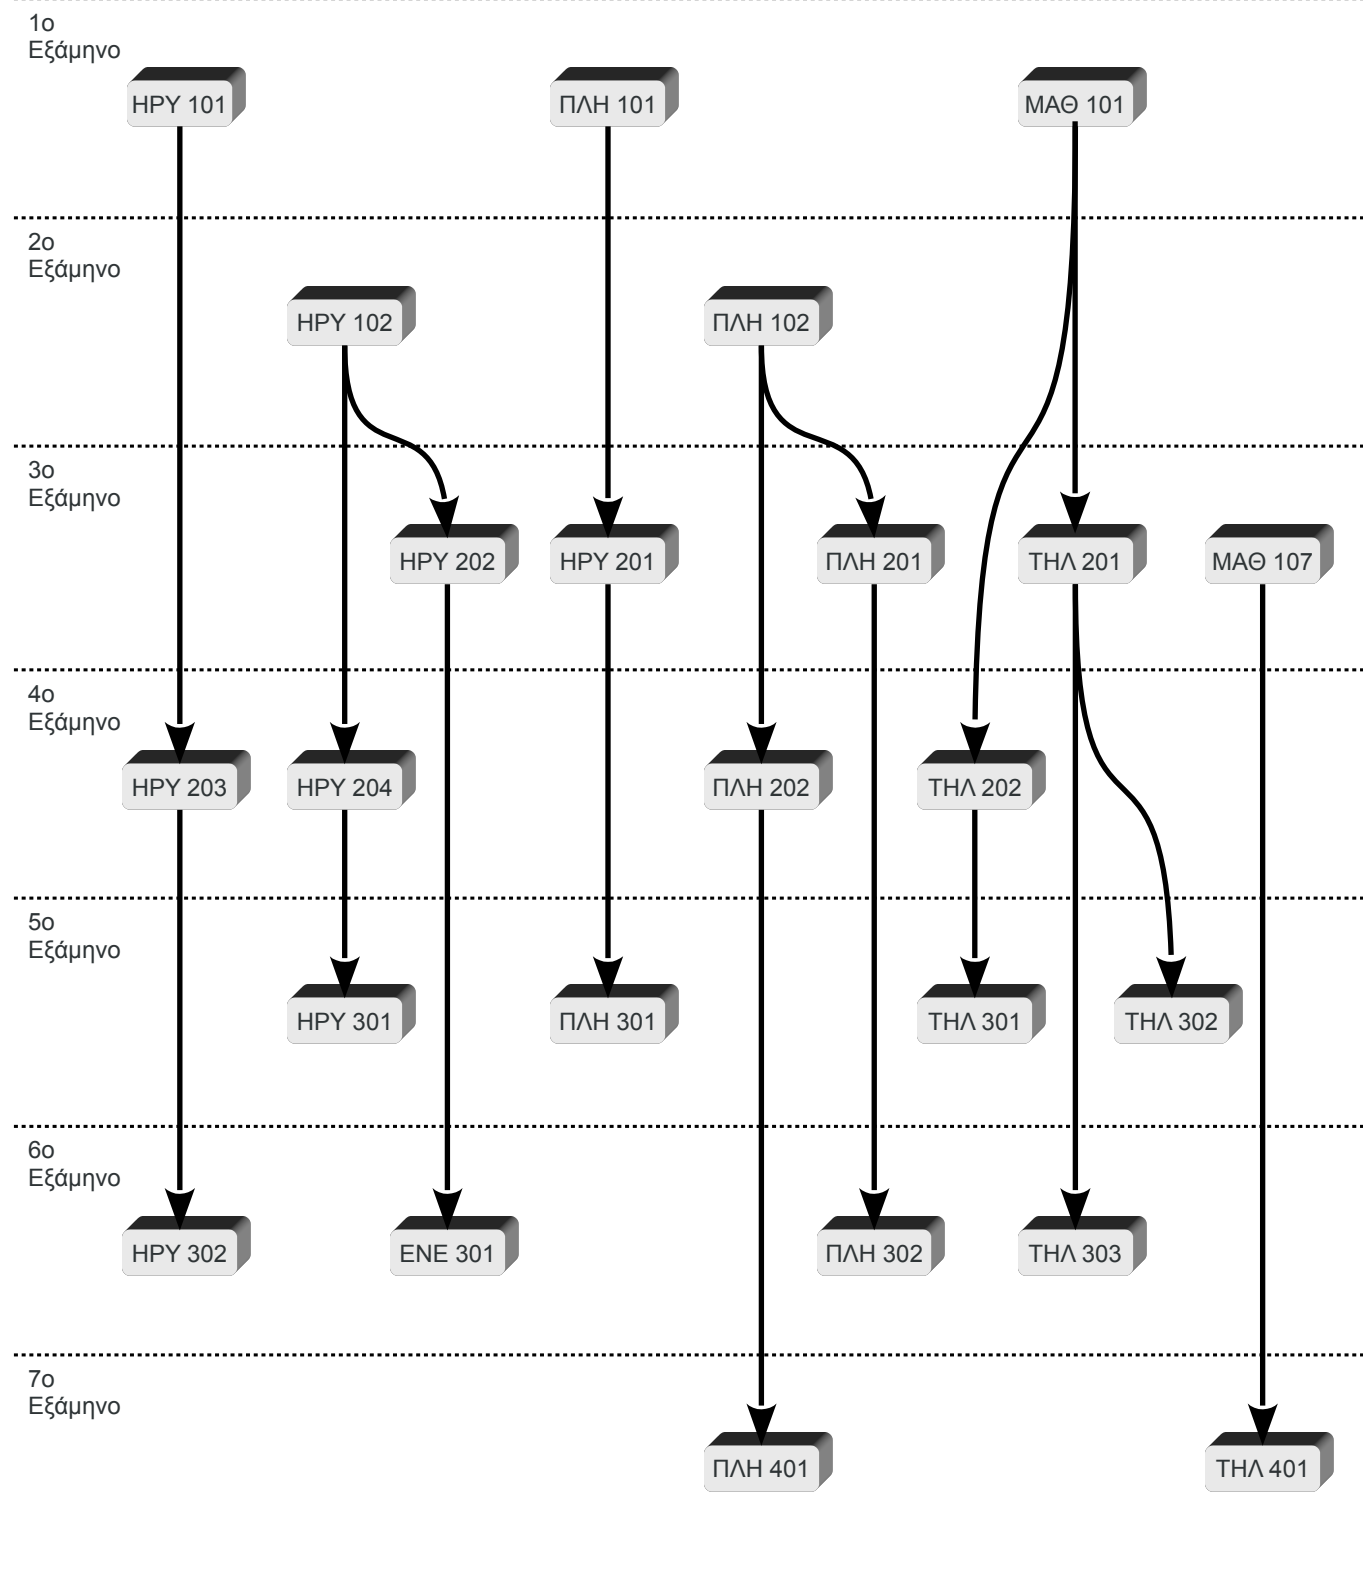 1ο
Εξάμηνο
ΗΡΥ 101
ΠΛΗ 101
ΜΑΘ 101
2ο
Εξάμηνο
ΗΡΥ 102
ΠΛΗ 102
3ο
Εξάμηνο
ΗΡΥ 202
ΗΡΥ 201
ΠΛΗ 201
ΤΗΛ 201
ΜΑΘ 107
4ο
Εξάμηνο
ΗΡΥ 203
ΗΡΥ 204
ΠΛΗ 202
ΤΗΛ 202
5ο
Εξάμηνο
ΗΡΥ 301
ΠΛΗ 301
ΤΗΛ 301
ΤΗΛ 302
6ο
Εξάμηνο
ΗΡΥ 302
ΕΝΕ 301
ΠΛΗ 302
ΤΗΛ 303
7ο
Εξάμηνο
ΠΛΗ 401
ΤΗΛ 401